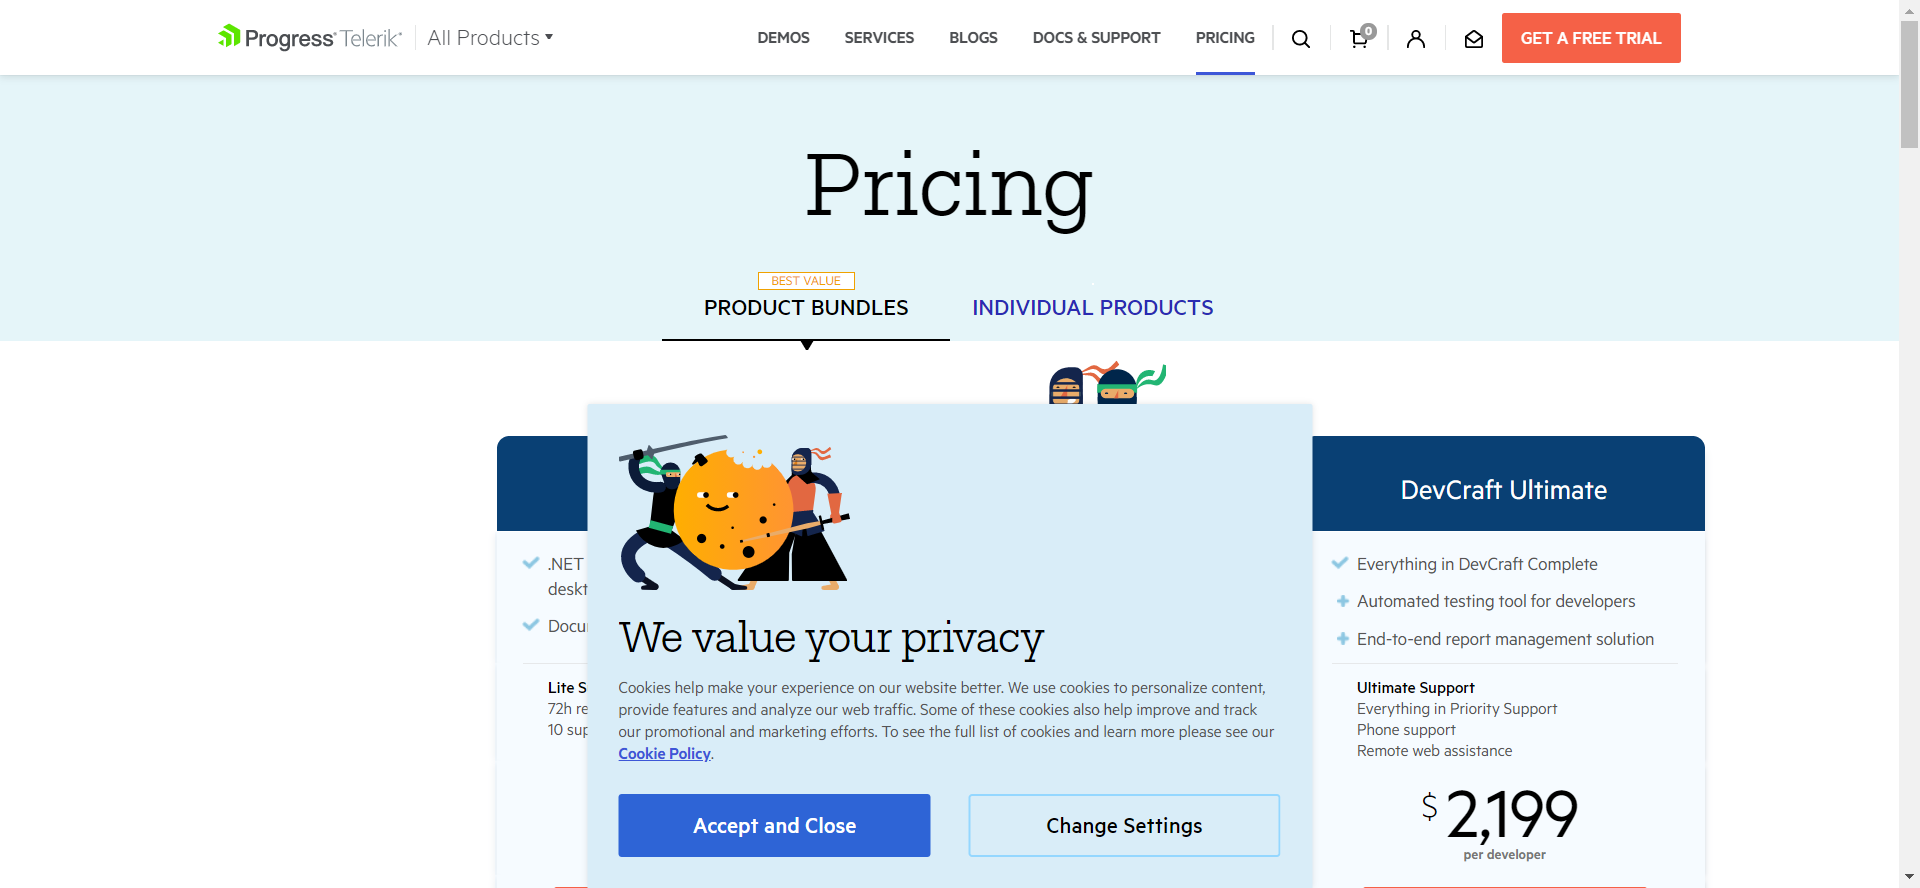 Progress Telerik
All Products
DEMOS
SERVICES
BLOGS
DOCS & SUPPORT
PRICING
0
GET A FREE TRIAL
Pricing
BEST VALUE
PRODUCT BUNDLES
INDIVIDUAL PRODUCTS
.NET
Lite S
72h re
10 sup
We value your privacy
Cookies help make your experience on our website better. We use cookies to personalize content,
provide features and analyze our web traffic. Some of these cookies also help improve and track
our promotional and marketing efforts. To see the full list of cookies and learn more please see our
Cookie Policy.
Accept and Close
Change Settings
DevCraft Ultimate
Everything in DevCraft Complete
Automated testing tool for developers
End-to-end report management solution
Ultimate Support
Everything in Priority Support
Phone support
Remote web assistance
$ 2,199
per developer